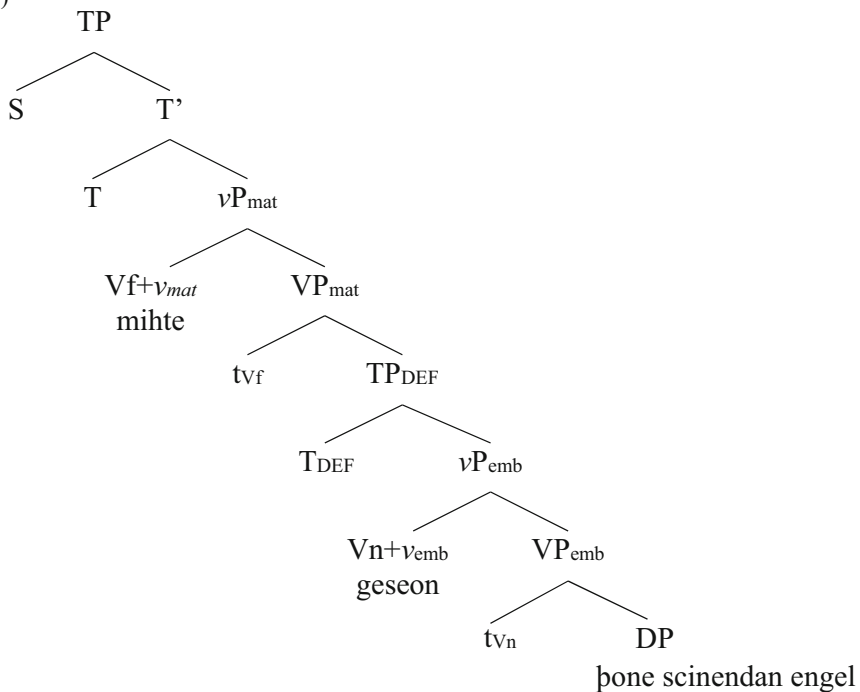 )
TP
S T’
T vPmat
Vf+vmat VPmat
mihte
tVf TPDEF
TDEF vPemb
Vn+vemb VPemb
geseon
tVn DP
þone scinendan engel